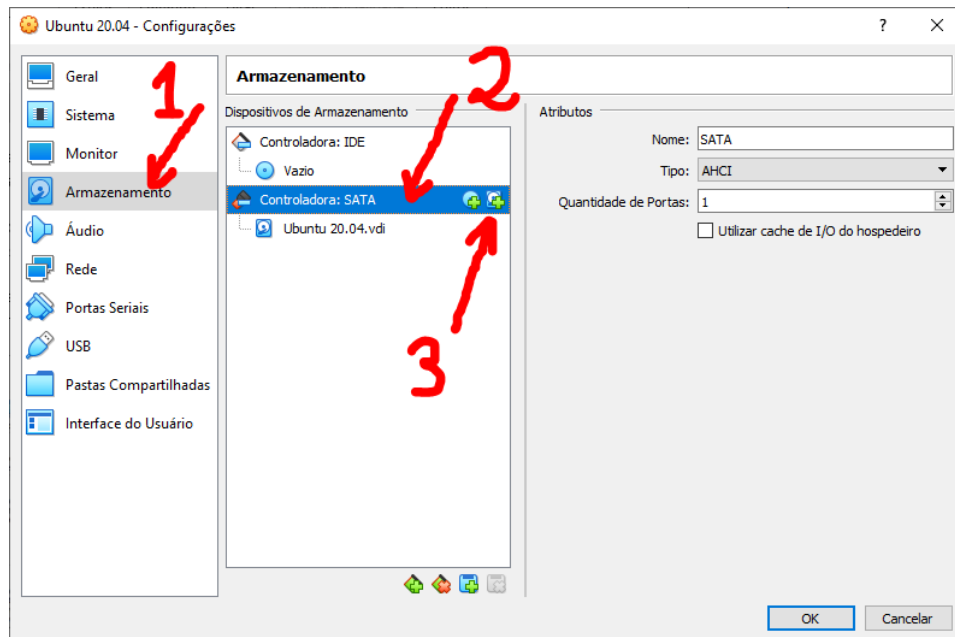 Ubuntu 20.04 - Configurações
?
Geral
Sistema
Monitor
Armazenamento
Áudio
Rede
Portas Seriais
USB
Pastas Compartilhadas
Interface do Usuário
1
Armazenamento
2
Dispositivos de Armazenamento
Controladora: IDE
Vazio
Controladora: SATA
Ubuntu 20.04.vdi
3
Atributos
Nome: SATA
Tipo: AHCI
Quantidade de Portas: 1
Utilizar cache de I/O do hospedeiro
OK
Cancelar